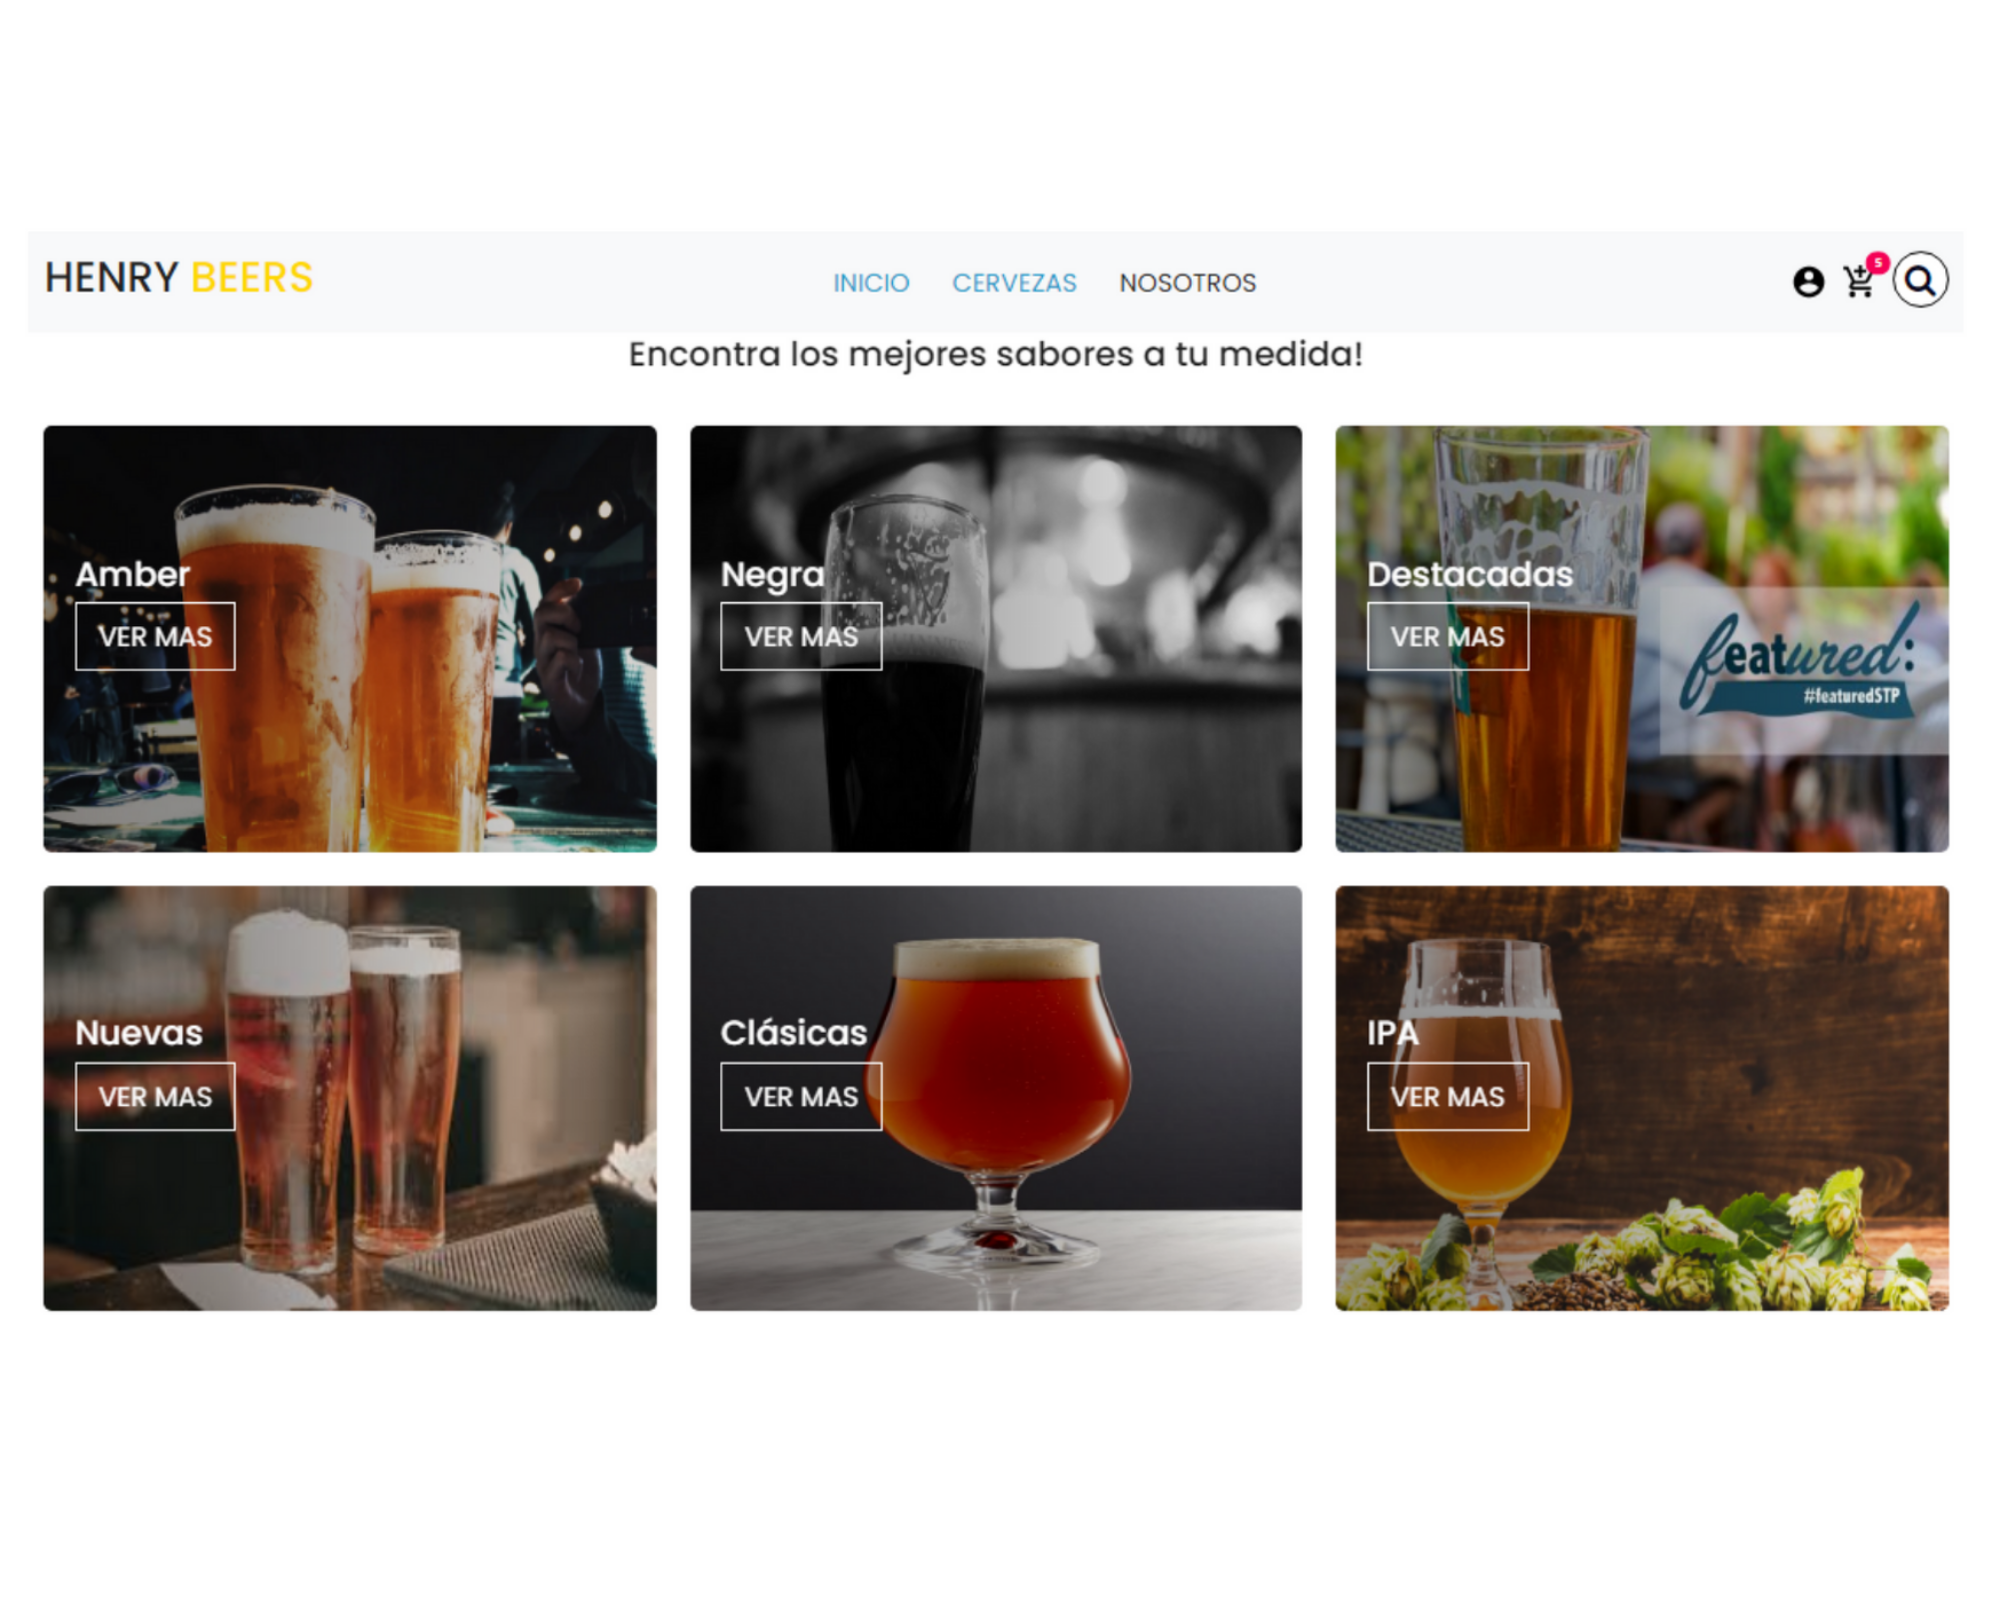 HENRY BEERS
INICIO CERVEZAS NOSOTROS
5
Encontra los mejores sabores a tu medida!
Amber
VER MAS
Negra
VER MAS
Destacadas
VER MAS
featured:
#featuredSTP
Nuevas
VER MAS
Clásicas
VER MAS
IPA
VER MAS